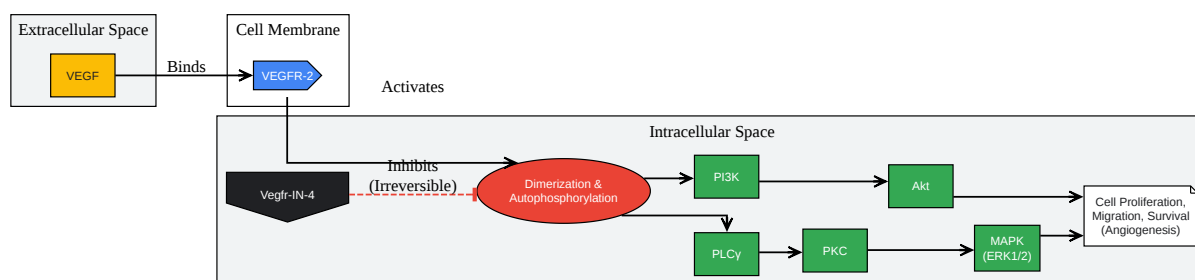 Extracellular Space
Cell Membrane
VEGF
Binds
VEGFR-2
Activates
Intracellular Space
Inhibits
(Irreversible)
Vegfr-IN-4
Dimerization &
Autophosphorylation
PI3K
Akt
Cell Proliferation,
Migration, Survival
(Angiogenesis)
PLCγ
PKC
MAPK
(ERK1/2)